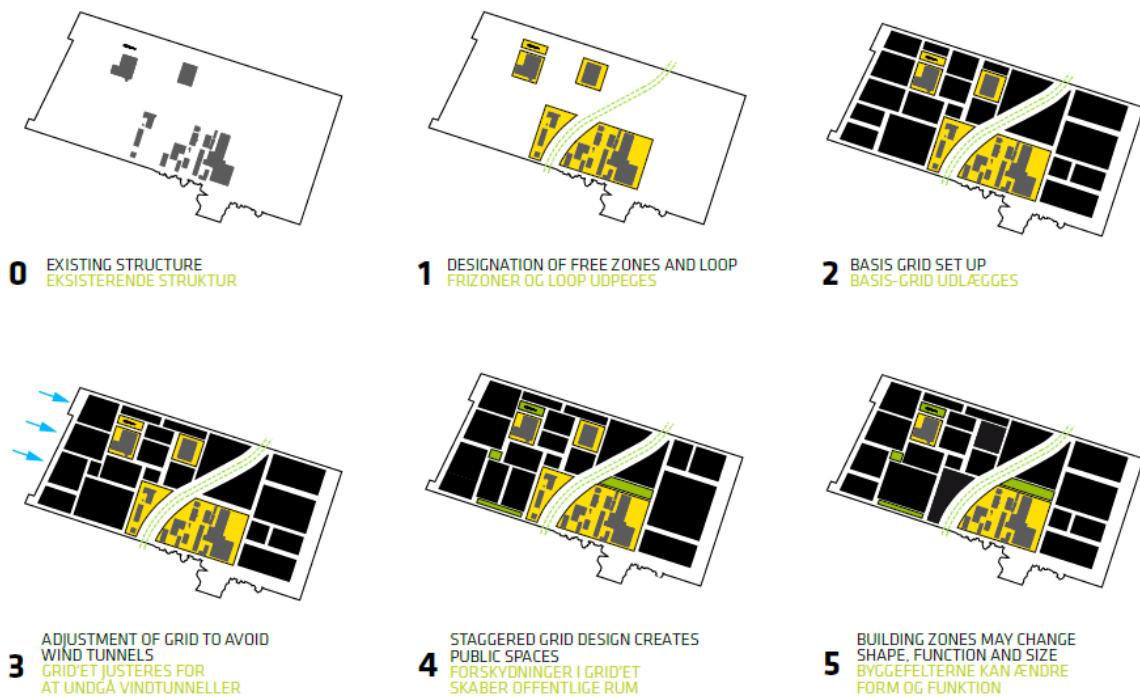 0
EXISTING STRUCTURE
EKSISTERENDE STRUKTUR
1
DESIGNATION OF FREE ZONES AND LOOP
FRIZONER OG LOOP UDPEGES
2
BASIS GRID SET UP
BASIS-GRID UDLÆGGES
3
ADJUSTMENT OF GRID TO AVOID
WIND TUNNELS
GRID'ET JUSTERES FOR
AT UNDGÅ VINDTUNNELLER
4
STAGGERED GRID DESIGN CREATES
PUBLIC SPACES
FORSKYDNINGER I GRID'ET
SKABER OFFENTLIGE RUM
5
BUILDING ZONES MAY CHANGE
SHAPE, FUNCTION AND SIZE
BYGGEFELTERNE KAN ÆNDRE
FORM OG FUNKTION